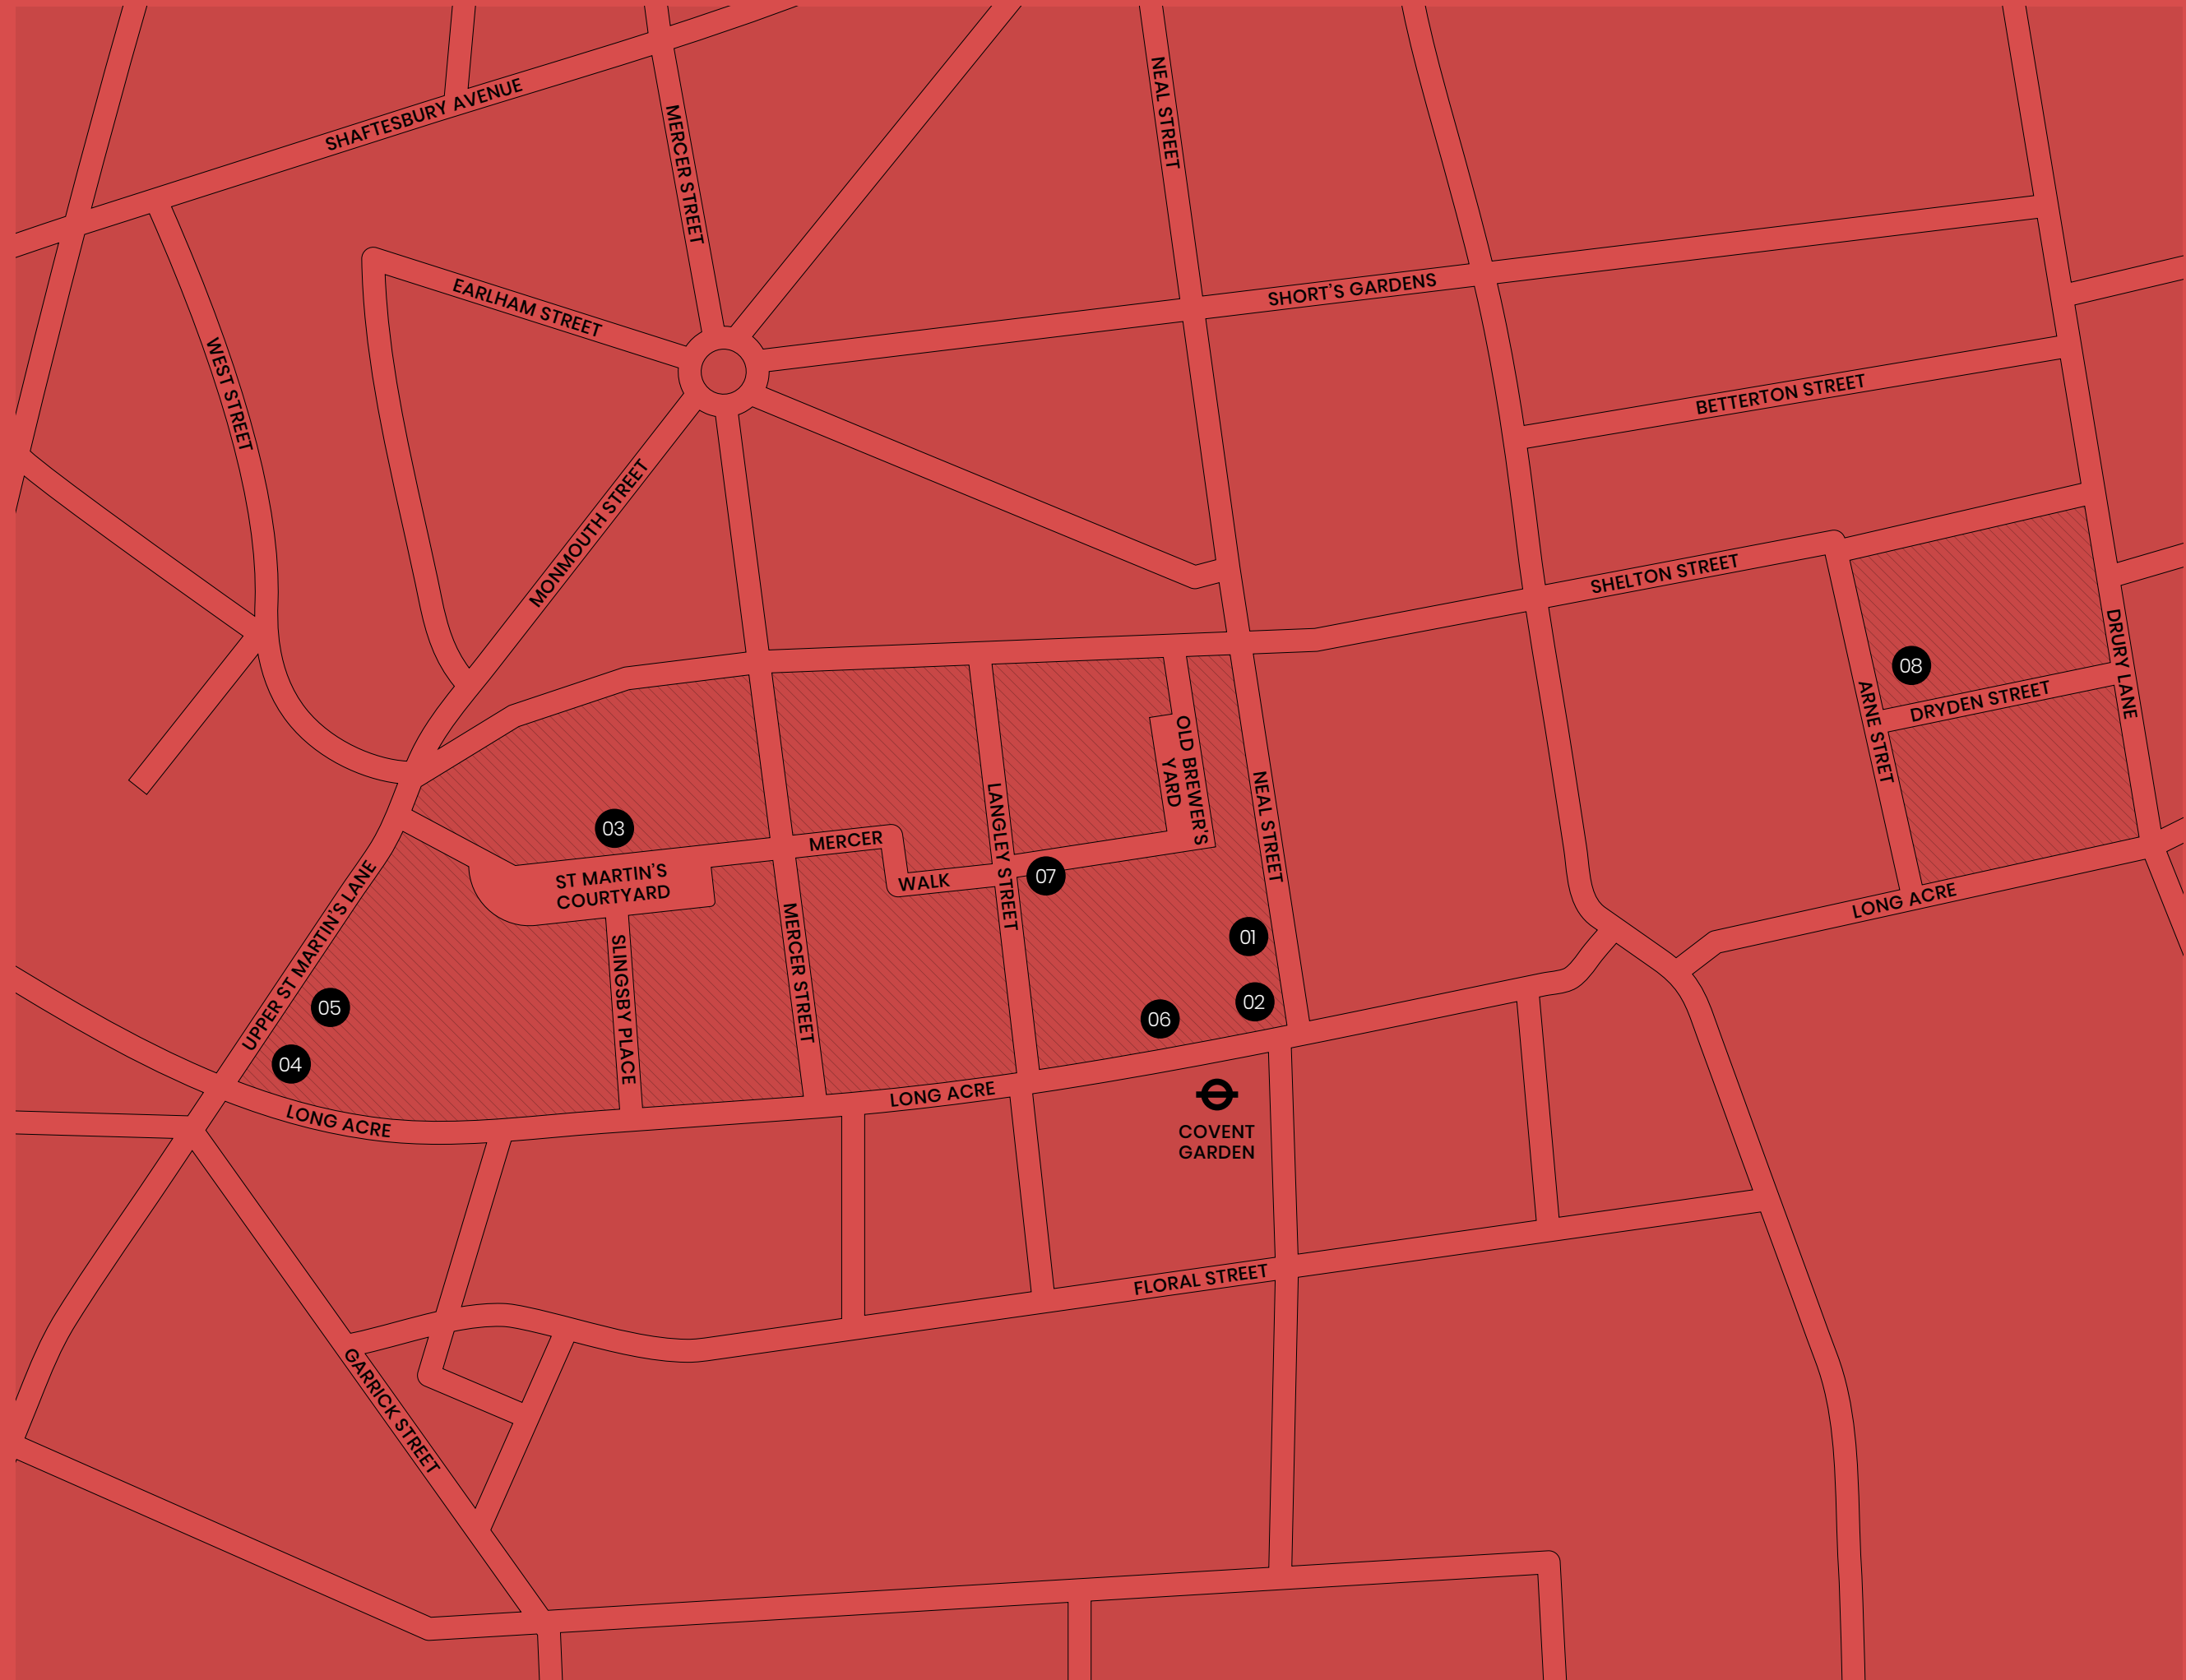 SHAFTESBURY AVENUE
MERCER STREET
NEAL STREET
EARLHAM STREET
SHORT'S GARDENS
WEST STREET
BETTERTON STREET
MONMOUTH STREET
SHELTON STREET
DRURY LANE
08
ARNE STRET
DRYDEN STREET
OLD BREWER'S
YARD
NEAL STREET
LANGLEY STREET
03
MERCER
WALK
07
ST MARTIN'S
COURTYARD
UPPER ST MARTIN'S LANE
MERCER STREET
SLINGSBY PLACE
01
LONG ACRE
05
02
06
04
LONG ACRE
LONG ACRE
COVENT
GARDEN
FLORAL STREET
GARRICK STREET